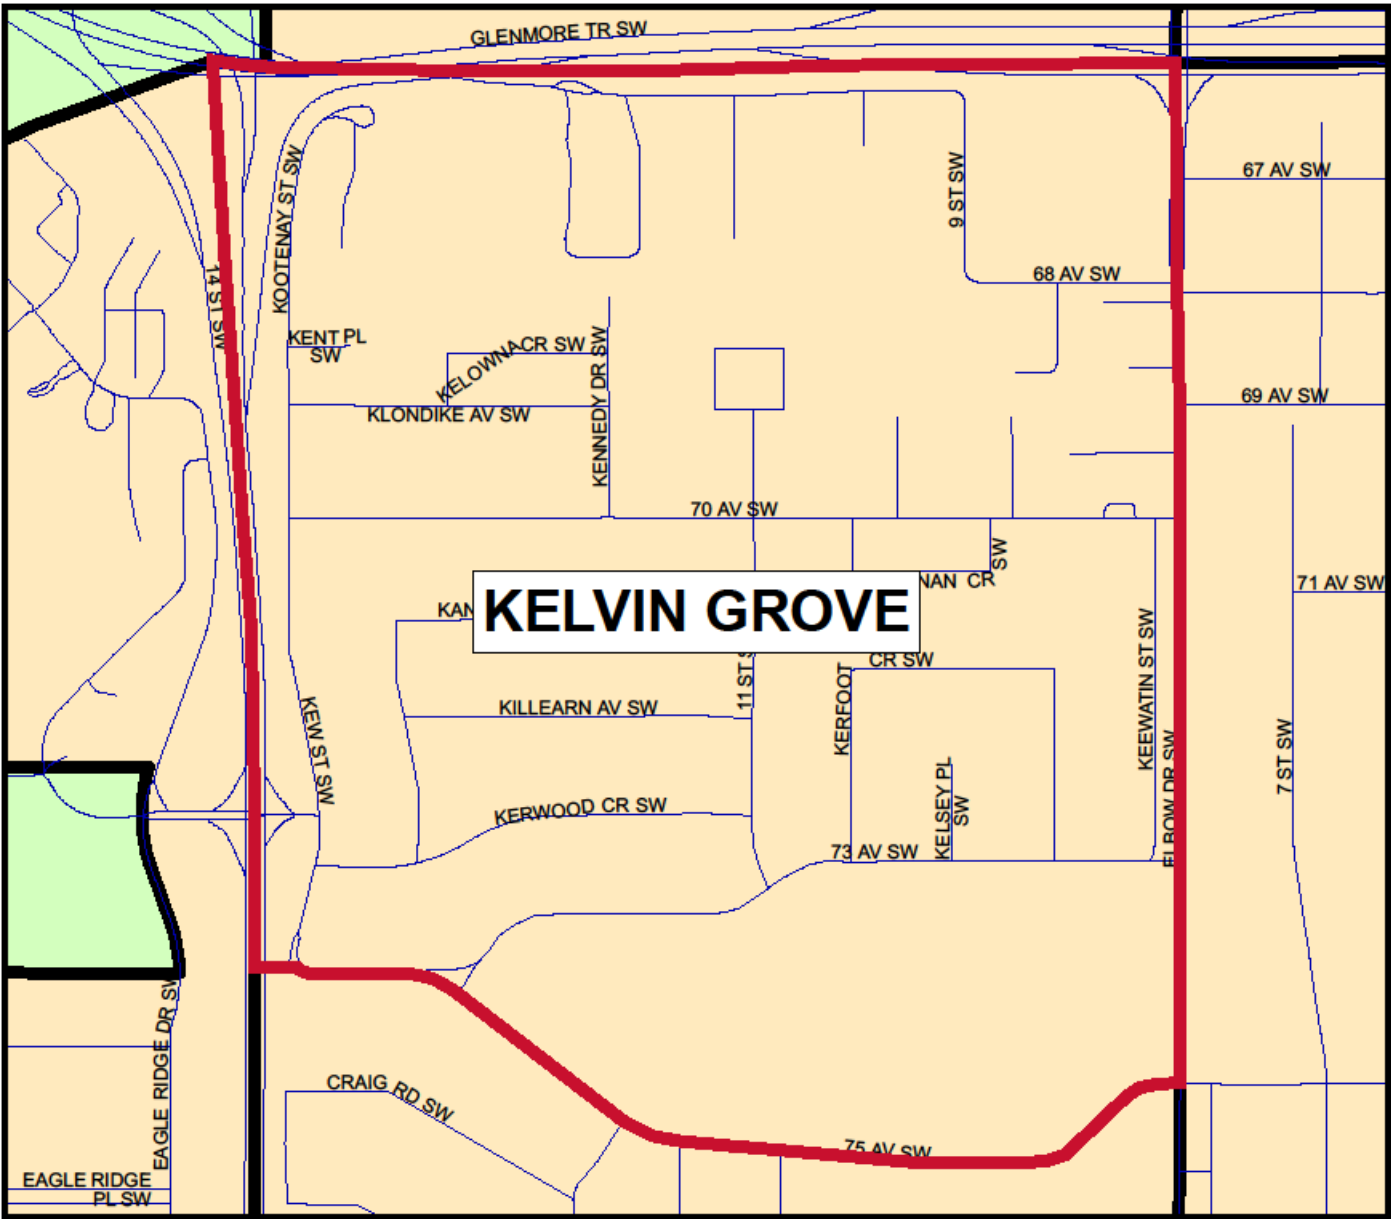 GLENMORE TR SW
KOOTENAY ST SW
9 ST SW
67 AV SW
14 ST SW
68 AV SW
KENT PL
SW
KELOWNA CR SW
KENNEDY DR SW
KLONDIKE AV SW
69 AV SW
70 AV SW
SW
NAN CR
71 AV SW
KAN
KELVIN GROVE
KEEWATIN ST SW
CR SW
11 ST S
KERFOOT
KILLEARN AV SW
KEW ST SW
7 ST SW
ELBOW DR SW
KELSEY PL
SW
KERWOOD CR SW
73 AV SW
EAGLE RIDGE DR SW
CRAIG RD SW
75 AV SW
EAGLE RIDGE
PL SW